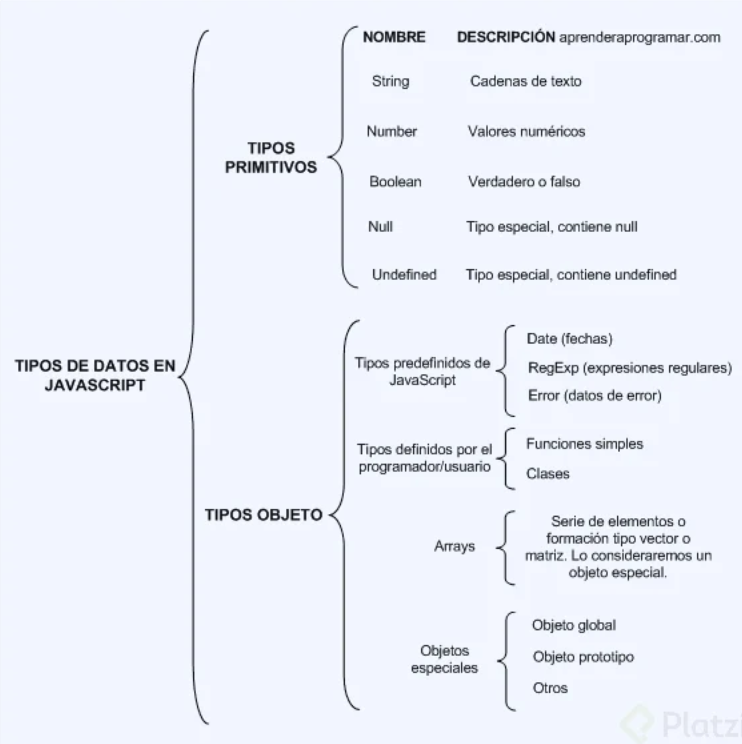 NOMBRE DESCRIPCIÓN aprenderaprogramar.com
String Cadenas de texto
Number Valores numéricos
TIPOS
PRIMITIVOS
Boolean Verdadero o falso
Null Tipo especial, contiene null
Undefined Tipo especial, contiene undefined
TIPOS DE DATOS EN
JAVASCRIPT
Tipos predefinidos de
JavaScript
Date (fechas)
RegExp (expresiones regulares)
Error (datos de error)
Tipos definidos por el
programador/usuario
Funciones simples
Clases
TIPOS OBJETO
Arrays
Serie de elementos o
formación tipo vector o
matriz. Lo consideraremos un
objeto especial.
Objetos
especiales
Objeto global
Objeto prototipo
Otros
Platzi